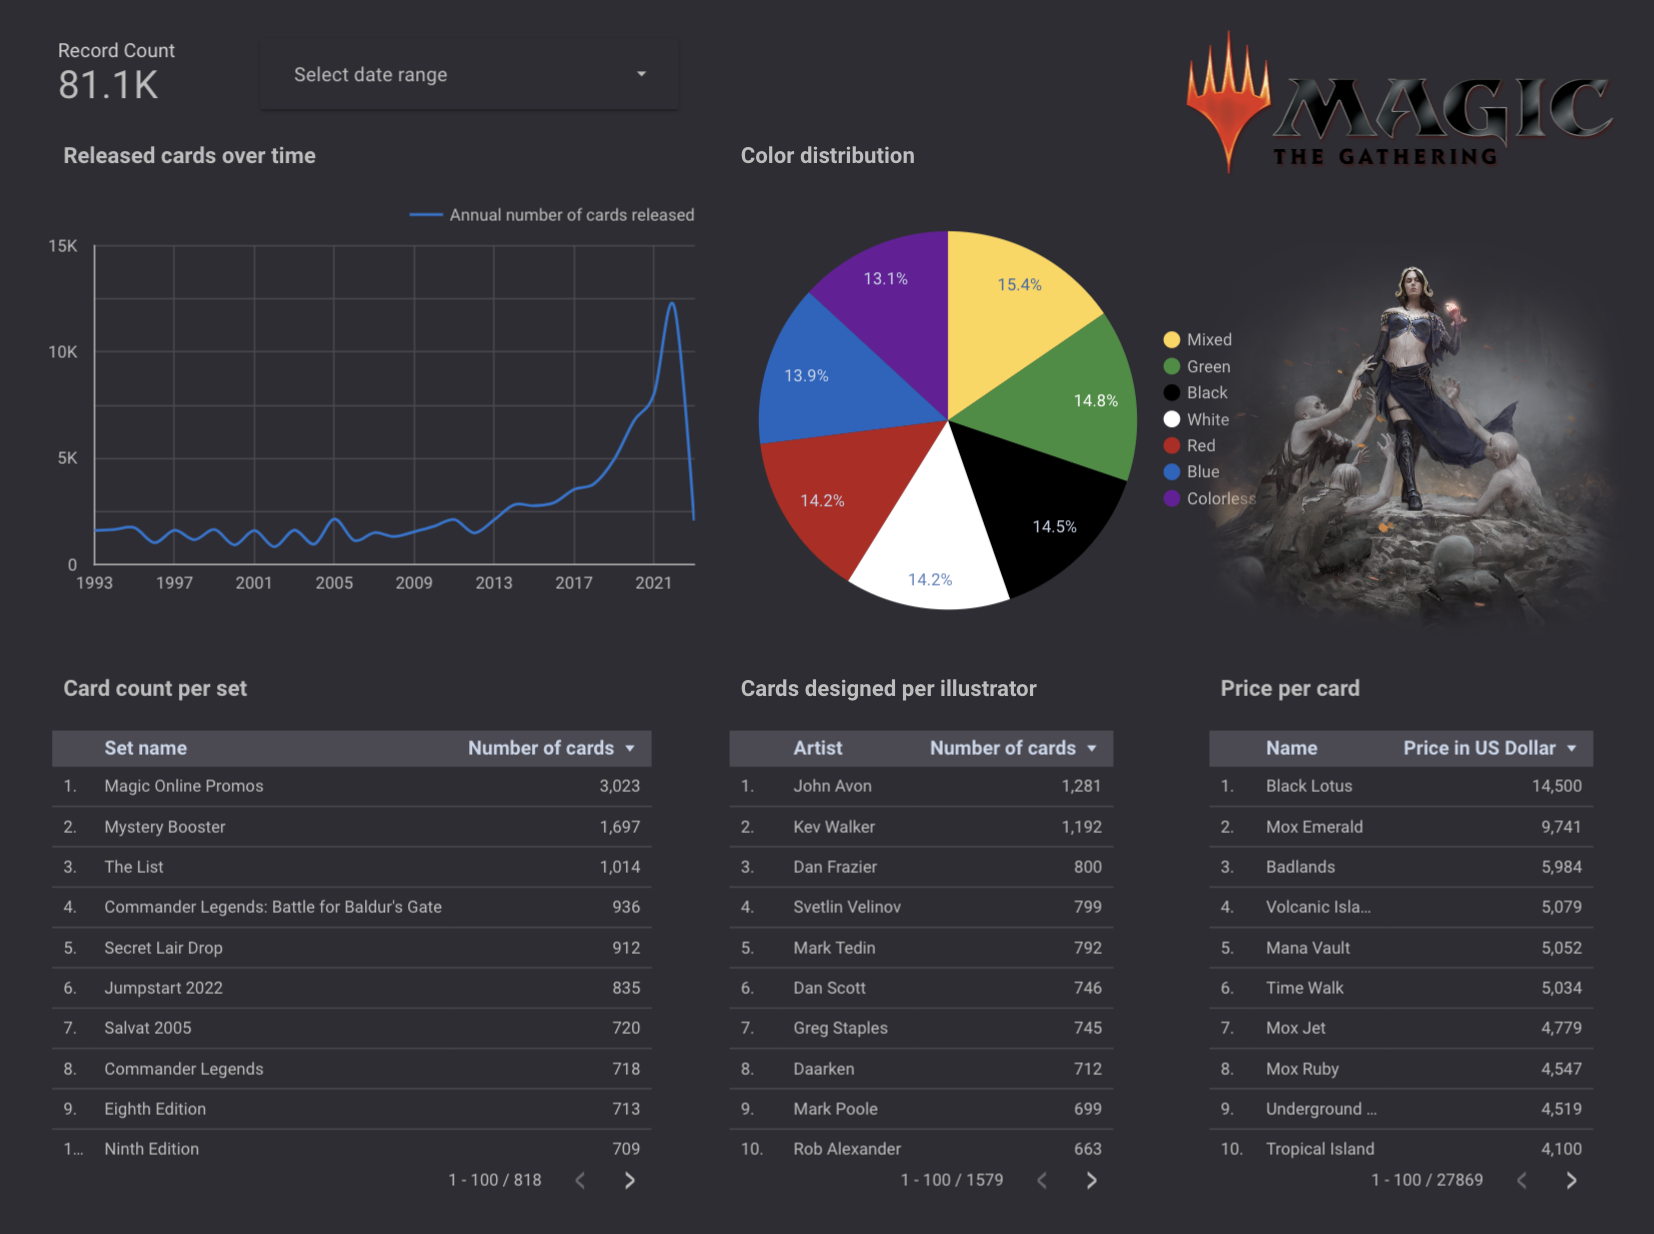 Record Count
81.1K
Select date range
MAGIC
THE GATHERING
Released cards over time
Color distribution
Annual number of cards released
15K
10K
5K
0
1993 1997 2001 2005 2009 2013 2017 2021
13.1%
15.4%
13.9%
14.8%
14.2%
14.5%
14.2%
Mixed
Green
Black
White
Red
Blue
Colorless
Card count per set
Set name Number of cards
1. Magic Online Promos 3,023
2. Mystery Booster 1,697
3. The List 1,014
4. Commander Legends: Battle for Baldur's Gate 936
5. Secret Lair Drop 912
6. Jumpstart 2022 835
7. Salvat 2005 720
8. Commander Legends 718
9. Eighth Edition 713
1... Ninth Edition 709
1 - 100 / 818
Cards designed per illustrator
Artist Number of cards
1. John Avon 1,281
2. Kev Walker 1,192
3. Dan Frazier 800
4. Svetlin Velinov 799
5. Mark Tedin 792
6. Dan Scott 746
7. Greg Staples 745
8. Daarken 712
9. Mark Poole 699
10. Rob Alexander 663
1 - 100 / 1579
Price per card
Name Price in US Dollar
1. Black Lotus 14,500
2. Mox Emerald 9,741
3. Badlands 5,984
4. Volcanic Isla... 5,079
5. Mana Vault 5,052
6. Time Walk 5,034
7. Mox Jet 4,779
8. Mox Ruby 4,547
9. Underground ... 4,519
10. Tropical Island 4,100
1 - 100 / 27869